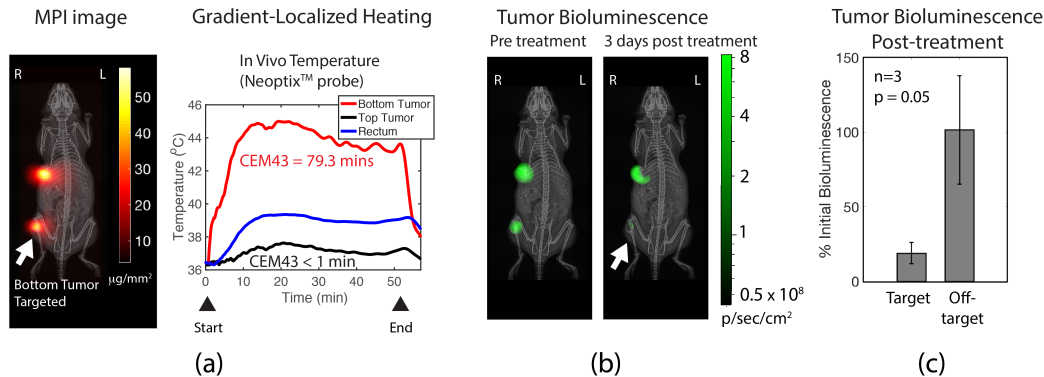 MPI image
R
L
50
40
30
20
10
µg/mm²
Bottom Tumor
Targeted
Gradient-Localized Heating
In Vivo Temperature
(Neoptix™ probe)
Bottom Tumor
Top Tumor
Rectum
46
44
42
40
38
36
Temperature (°C)
CEM43 = 79.3 mins
CEM43 < 1 min
0
10
20
30
40
50
Time (min)
Start
End
(a)
Tumor Bioluminescence
Pre treatment
3 days post treatment
R
L
R
L
8
4
2
1
0.5 x 10⁸
p/sec/cm²
(b)
Tumor Bioluminescence
Post-treatment
n=3
p = 0.05
% Initial Bioluminescence
150
100
50
0
Target
Off-
target
(c)